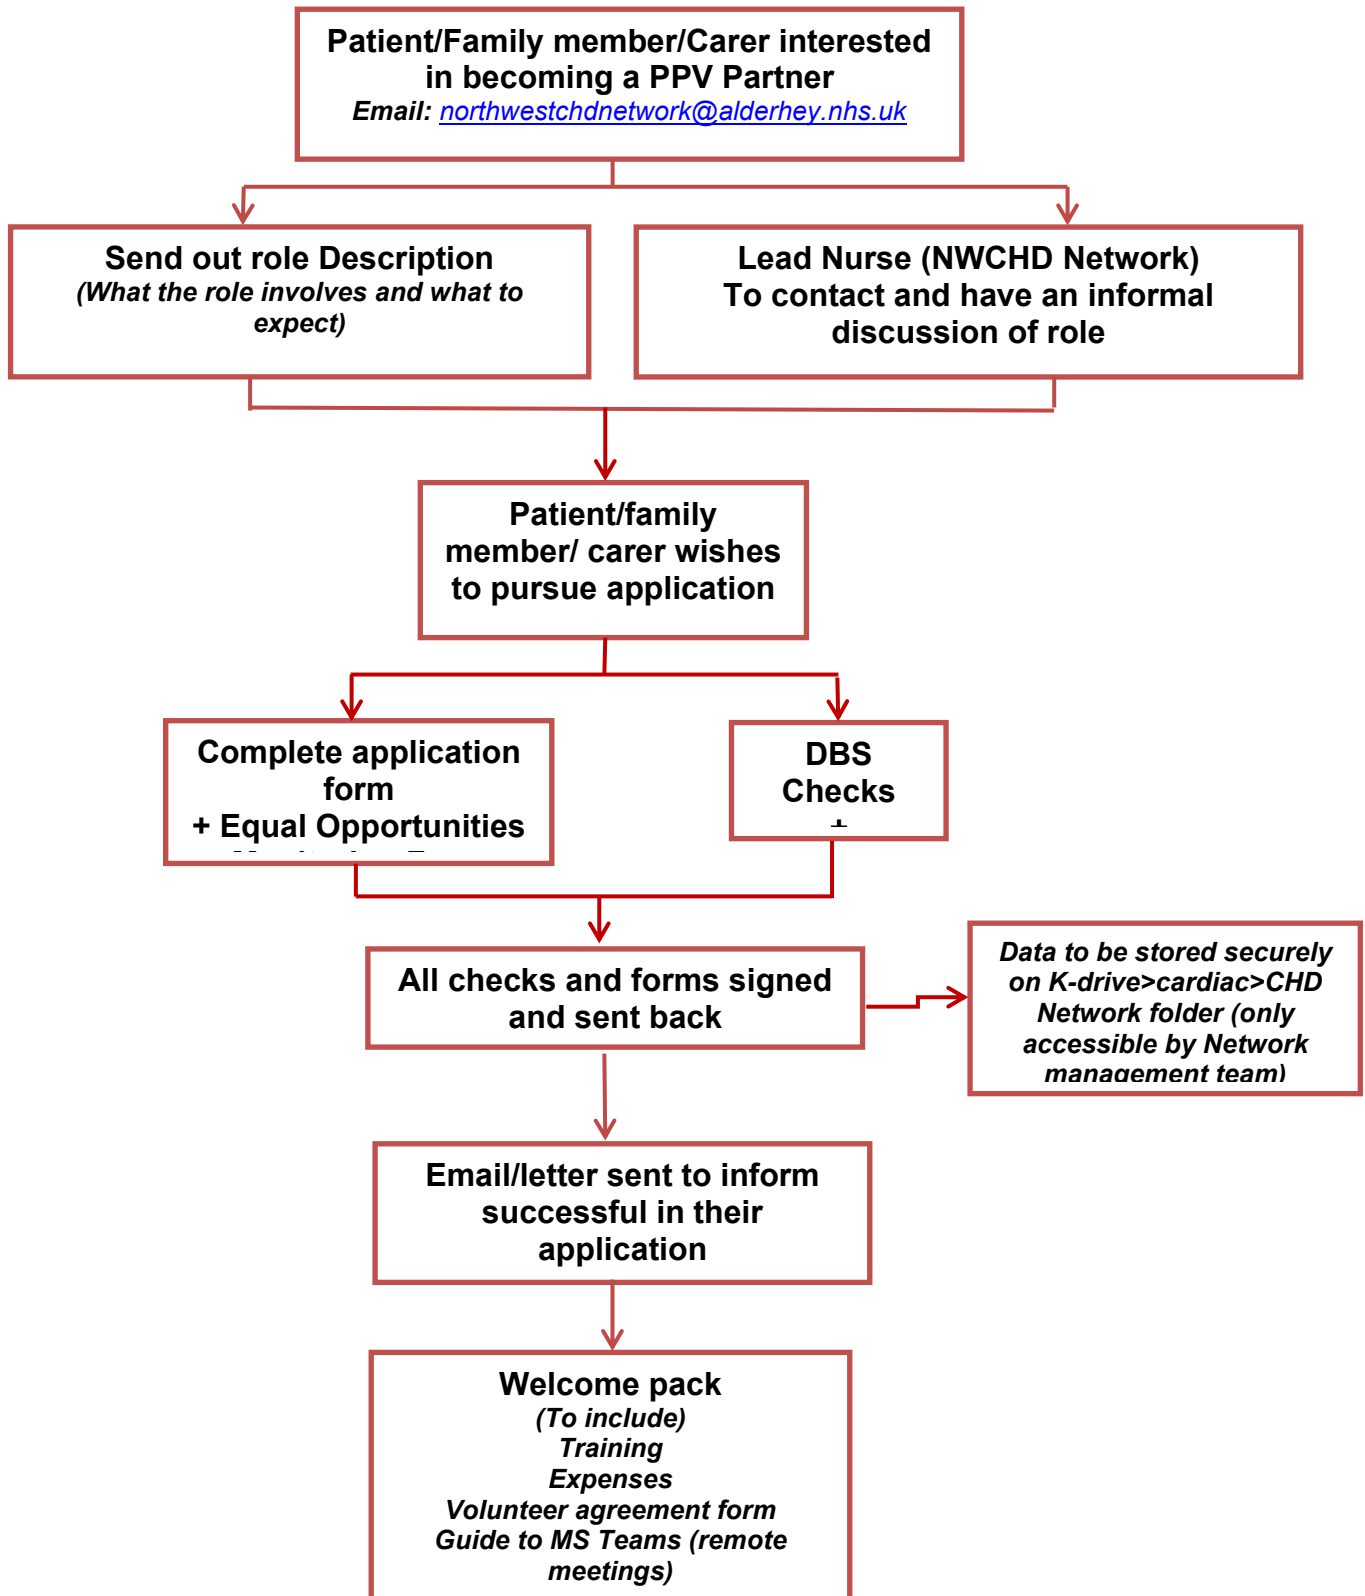 Patient/Family member/Carer interested
in becoming a PPV Partner
Email: northwestchdnetwork@alderhey.nhs.uk
Send out role Description
(What the role involves and what to
expect)
Lead Nurse (NWCHD Network)
To contact and have an informal
discussion of role
Patient/family
member/ carer wishes
to pursue application
Complete application
form
+ Equal Opportunities
DBS
Checks
+
All checks and forms signed
and sent back
Data to be stored securely
on K-drive>cardiac>CHD
Network folder (only
accessible by Network
management team)
Email/letter sent to inform
successful in their
application
Welcome pack
(To include)
Training
Expenses
Volunteer agreement form
Guide to MS Teams (remote
meetings)